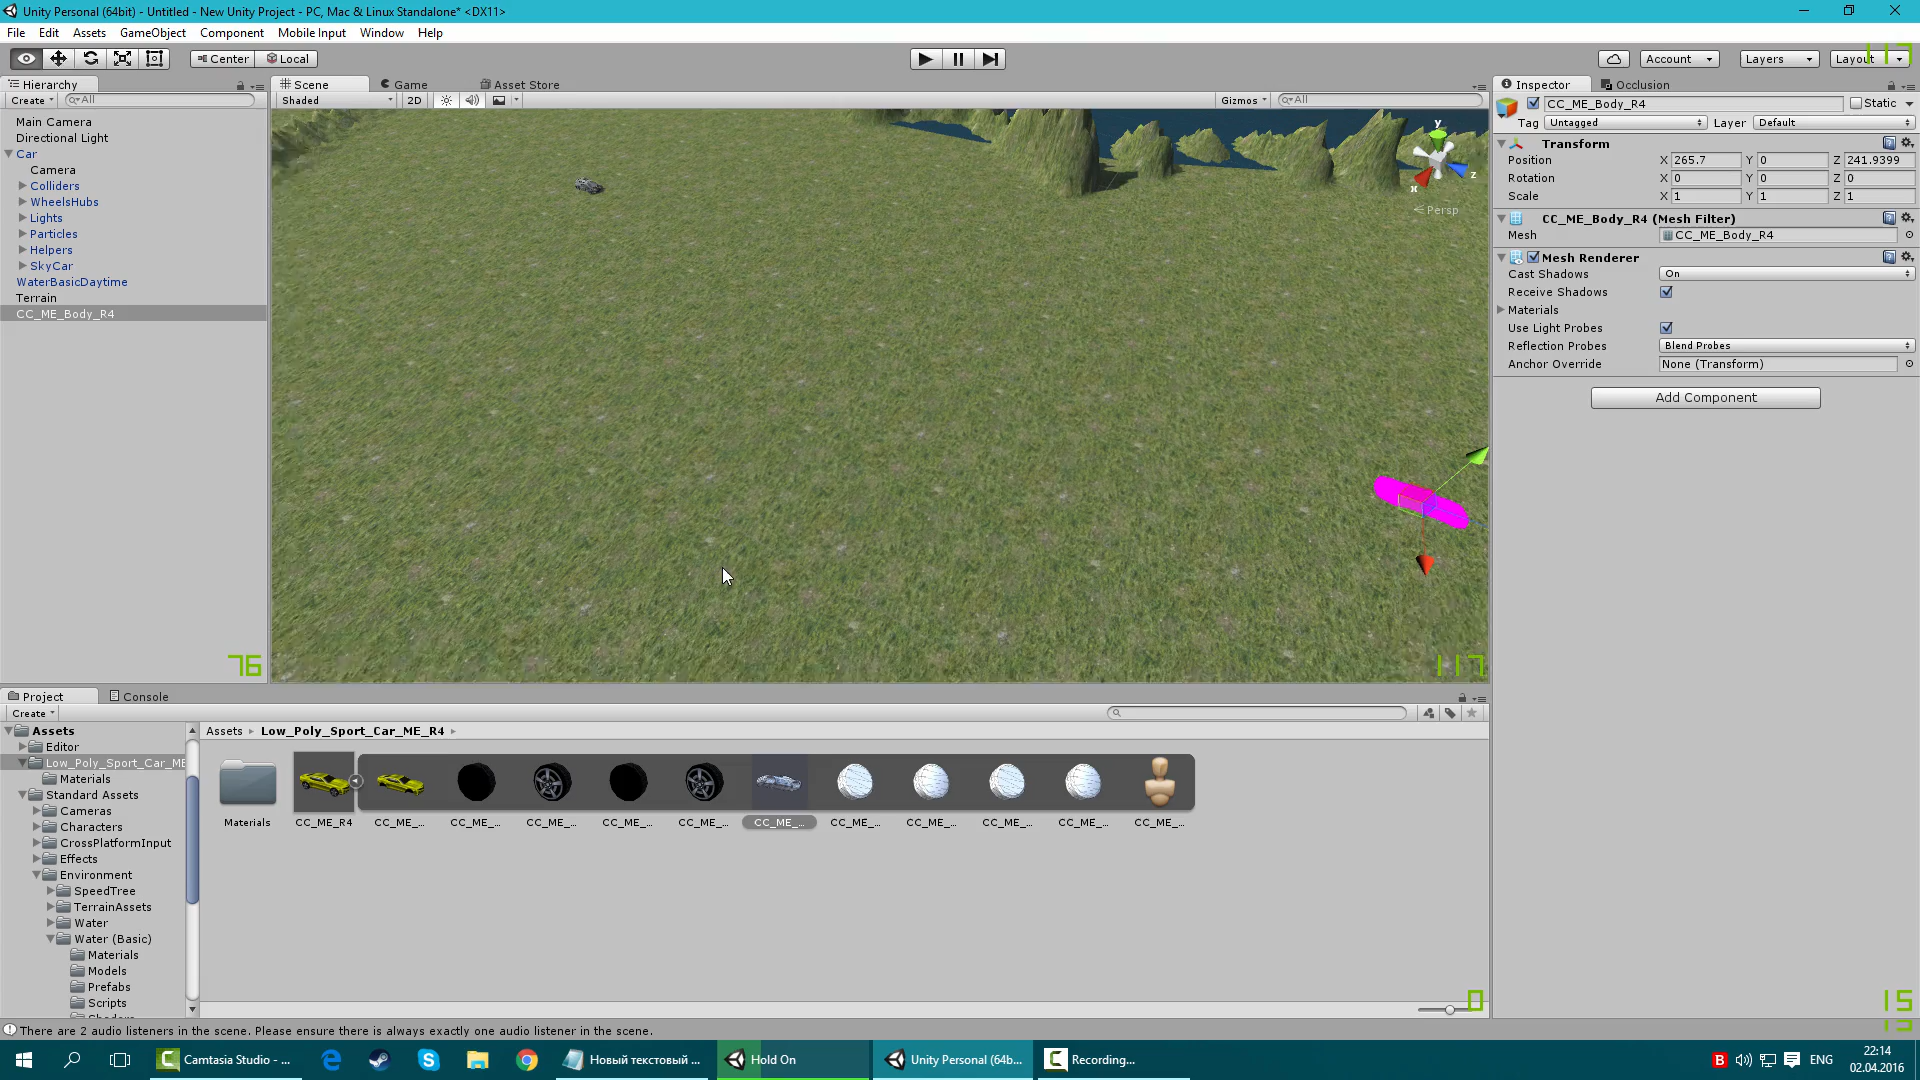 Unity Personal (64bit) - Untitled - New Unity Project - PC, Mac & Linux Standalone* <DX11>
File Edit Assets GameObject Component Mobile Input Window Help
Center Local Account Layers Layout
117
Hierarchy
Create All
Main Camera
Directional Light
Car
Camera
Colliders
WheelsHubs
Lights
Particles
Helpers
SkyCar
WaterBasicDaytime
Terrain
CC_ME_Body_R4
76
Scene Game Asset Store
Shaded 2D Gizmos All
y
x z
Persp
117
Inspector Occlusion
CC_ME_Body_R4 Static
Tag Untagged Layer Default
Transform
Position X 265.7 Y 0 Z 241.9399
Rotation X 0 Y 0 Z 0
Scale X 1 Y 1 Z 1
CC_ME_Body_R4 (Mesh Filter)
Mesh CC_ME_Body_R4
Mesh Renderer
Cast Shadows On
Receive Shadows
Materials
Use Light Probes
Reflection Probes Blend Probes
Anchor Override None (Transform)
Add Component
Project Console
Create
Assets
Editor
Low_Poly_Sport_Car_ME
Materials
Standard Assets
Cameras
Characters
CrossPlatformInput
Effects
Environment
SpeedTree
TerrainAssets
Water
Water (Basic)
Materials
Models
Prefabs
Scripts
Assets Low_Poly_Sport_Car_ME_R4
Materials CC_ME_R4 CC_ME_... CC_ME_... CC_ME_... CC_ME_... CC_ME_... CC_ME_... CC_ME_... CC_ME_... CC_ME_... CC_ME_... CC_ME_...
0
15
There are 2 audio listeners in the scene. Please ensure there is always exactly one audio listener in the scene.
Camtasia Studio - ... Новый текстовый ... Hold On Unity Personal (64b... Recording...
B ENG
22:14
02.04.2016